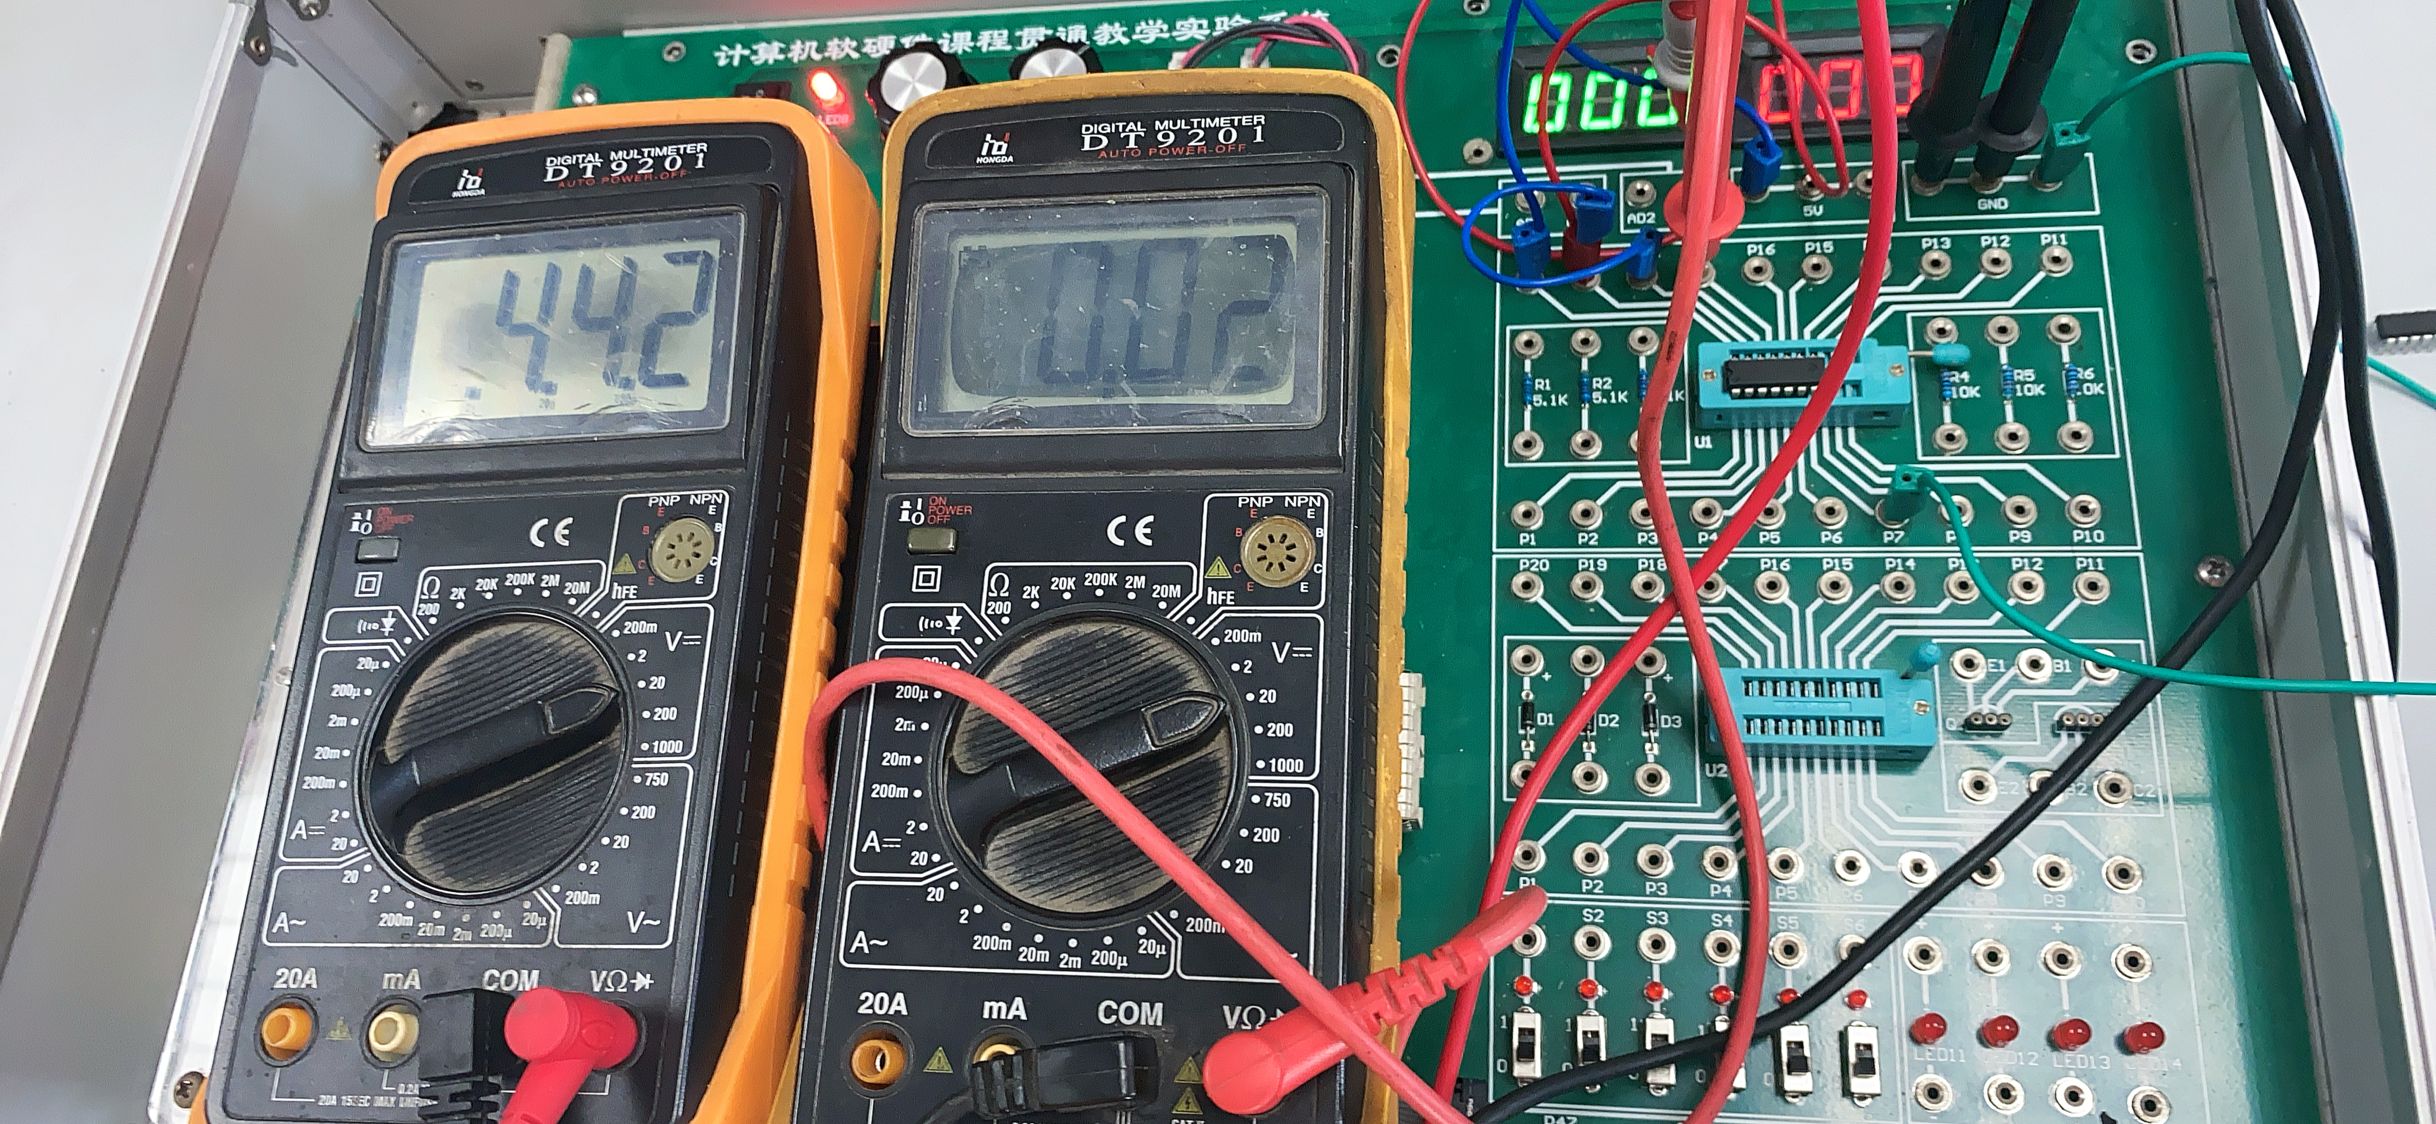 计算机软硬件课程贯通教学实验系统
LED8
000
000
DIGITAL MULTIMETER
DT9201
AUTO POWER-OFF
HONGDA
4.42
ON
POWER
OFF
CE
PNP NPN
E E
B B
C C
E E
hFE
Ω
200
2K
20K
200K
2M
20M
200m
2
20
200
1000
V
750
200
20
2
200m
V~
20μ
200μ
2m
20m
200m
2
20
A
20
2
200m
20m
2m
200μ
20μ
A~
20A
mA
COM
VΩ
DIGITAL MULTIMETER
DT9201
AUTO POWER-OFF
HONGDA
0.02
ON
POWER
OFF
CE
PNP NPN
E E
B B
C C
E E
hFE
Ω
200
2K
20K
200K
2M
20M
200m
2
20
200
1000
V
750
200
20
200μ
2m
20m
200m
2
20
A
20
2
200m
20m
2m
200μ
20μ
A~
20A
mA
COM
VΩ
AD2
5V
GND
P16
P15
P13
P12
P11
R1
5.1K
R2
5.1K
U1
R4
10K
R5
10K
P1
P2
P3
P4
P5
P6
P7
P9
P10
P20
P19
P18
P16
P15
P14
P12
P11
D1
D2
D3
U2
E1
B1
P1
P2
P3
P4
P5
P9
S2
S3
S4
S5
LED11
LED12
LED13